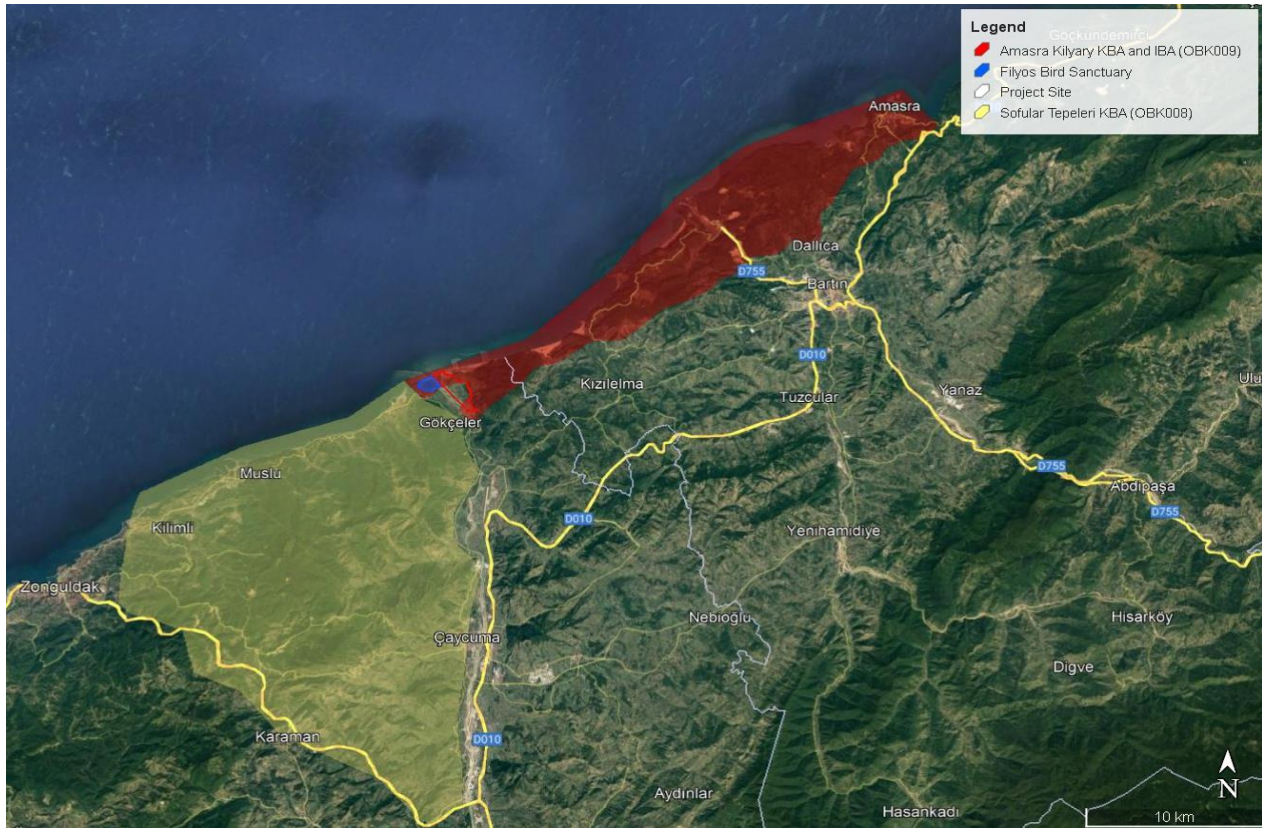 Legend
Göçkündemirci
Amasra Kilyary KBA and IBA (OBK009)
Filyos Bird Sanctuary
Project Site
Sofular Tepeleri KBA (OBK008)
Amasra
Dallıca
D755
Bartın
D010
Kızılelma
Tuzcular
Yanaz
Gökçeler
Muslu
D755
Abdipaşa
D755
Kilimli
D010
Yenihamidiye
Zonguldak
Nebioğlu
Hisarköy
Çaycuma
Digve
Karaman
D010
Aydınlar
Hasankadı
N
10 km